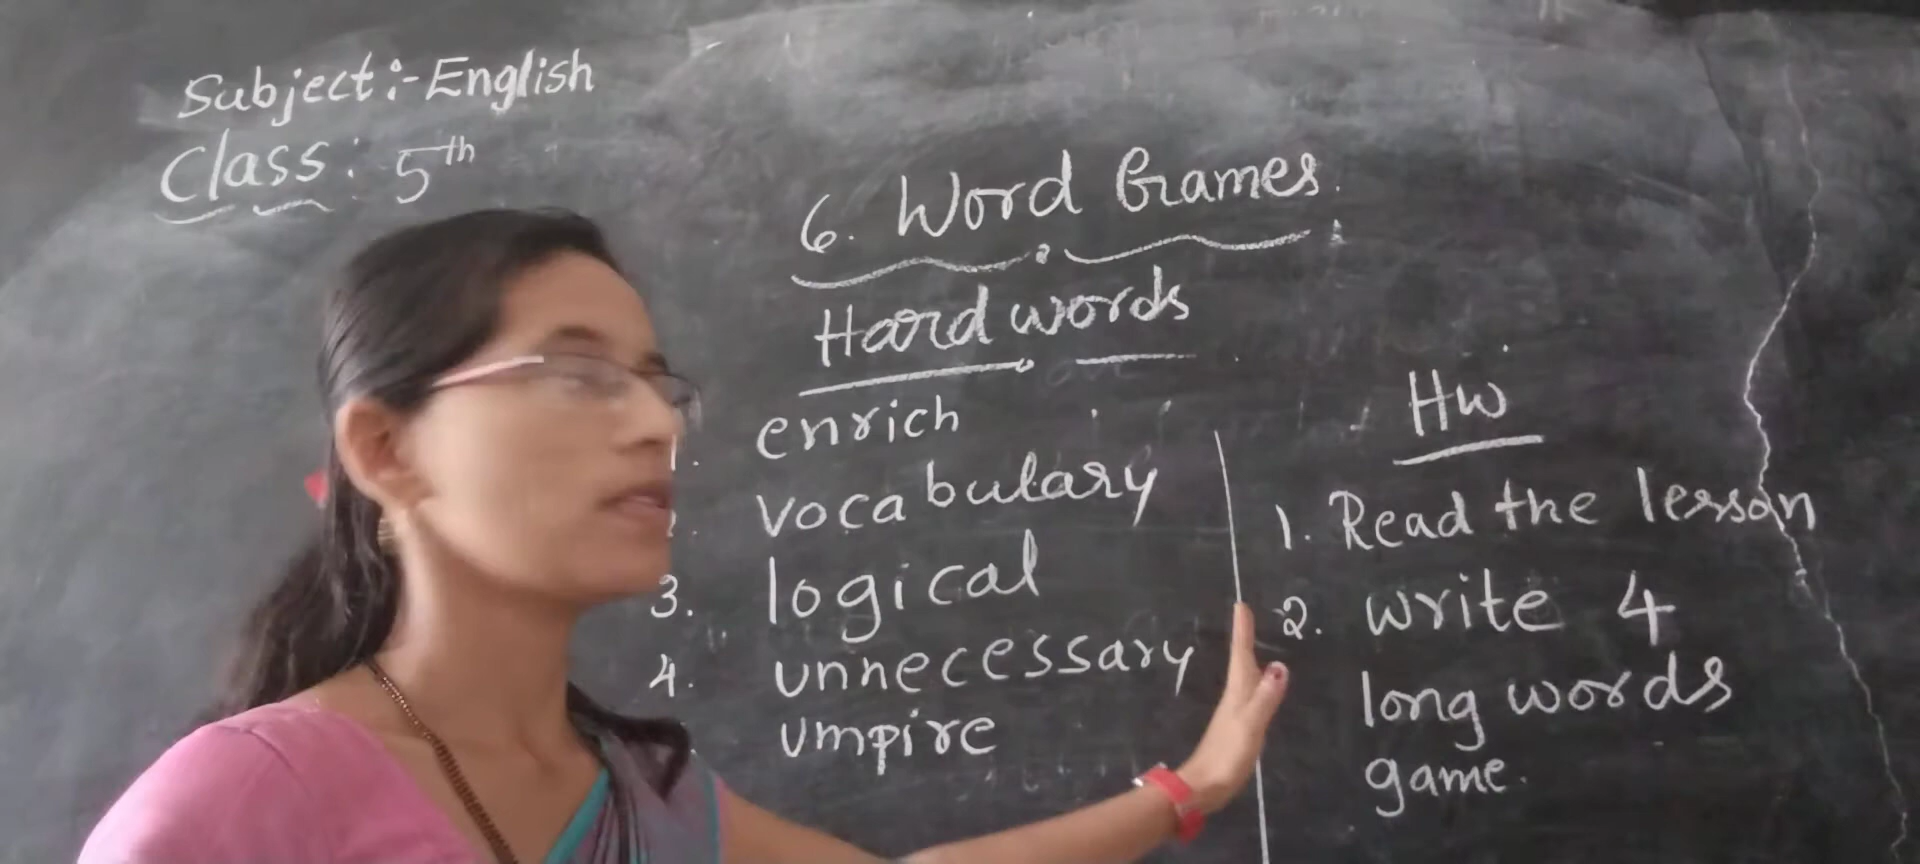 Subject:-English
Class: 5th
6. Word Games.
Hard words
1. enrich
vocabulary
3. logical
4. unnecessary
umpire
Hw
1. Read the lesson
2. write 4
long words
game.